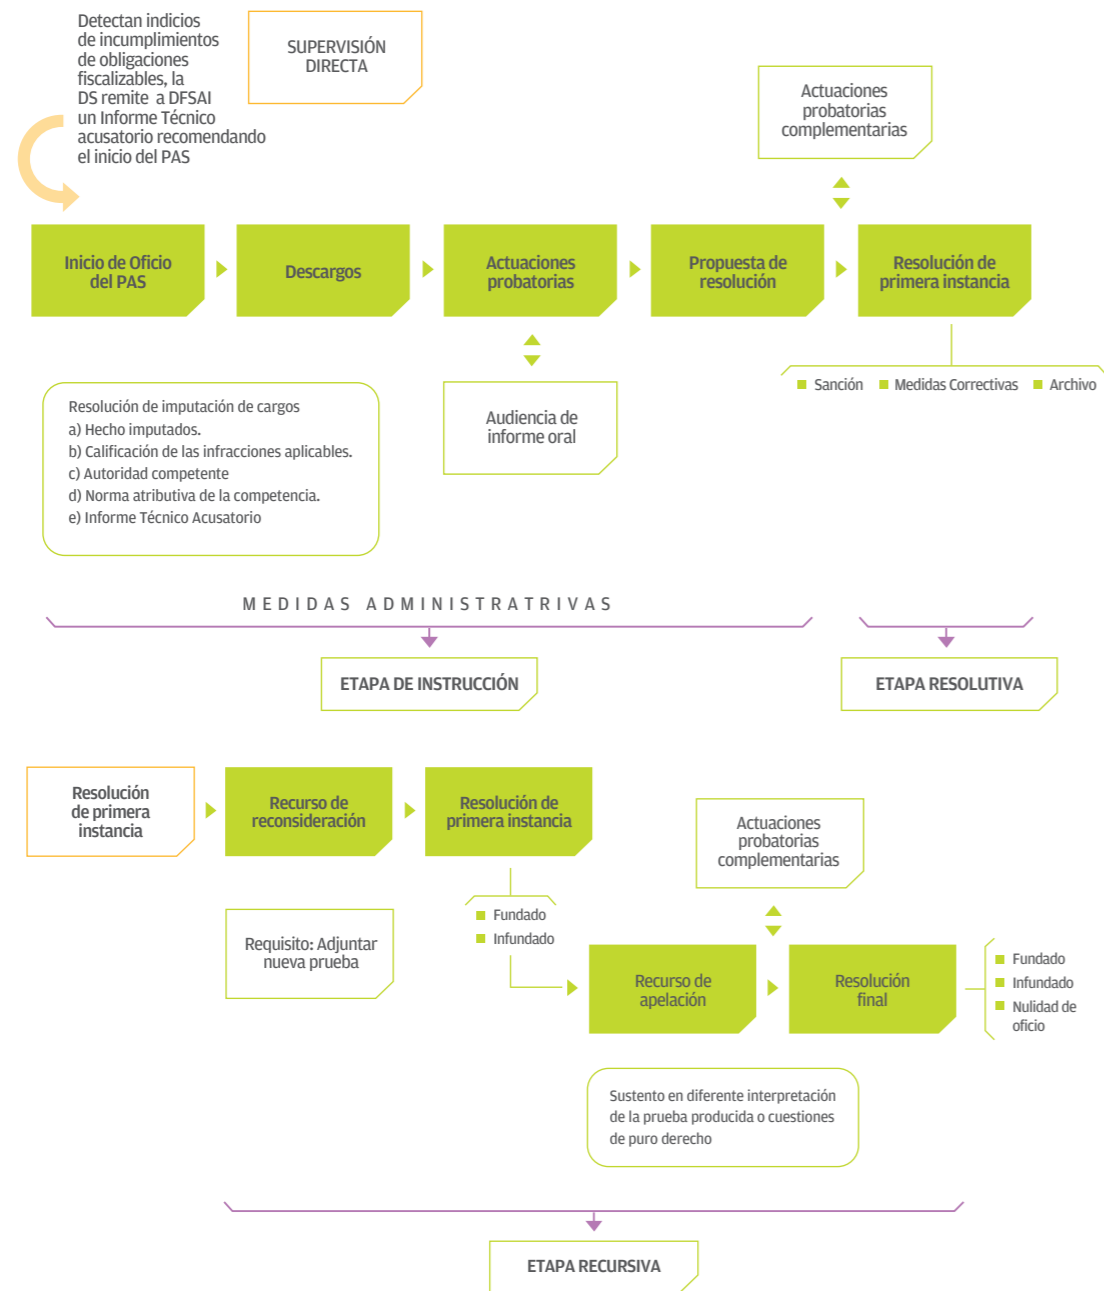 Detectan indicios
de incumplimientos
de obligaciones
fiscalizables, la
DS remite a DFSAI
un Informe Técnico
acusatorio recomendando
el inicio del PAS
SUPERVISIÓN
DIRECTA
Actuaciones
probatorias
complementarias
Inicio de Oficio
del PAS
Descargos
Actuaciones
probatorias
Propuesta de
resolución
Resolución de
primera instancia
Sanción
Medidas Correctivas
Archivo
Audiencia de
informe oral
Resolución de imputación de cargos
a) Hecho imputados.
b) Calificación de las infracciones aplicables.
c) Autoridad competente
d) Norma atributiva de la competencia.
e) Informe Técnico Acusatorio
MEDIDAS ADMINISTRATRIVAS
ETAPA DE INSTRUCCIÓN
ETAPA RESOLUTIVA
Resolución
de primera
instancia
Recurso de
reconsideración
Resolución de
primera instancia
Actuaciones
probatorias
complementarias
Requisito: Adjuntar
nueva prueba
Fundado
Infundado
Recurso de
apelación
Resolución
final
Fundado
Infundado
Nulidad de
oficio
Sustento en diferente interpretación
de la prueba producida o cuestiones
de puro derecho
ETAPA RECURSIVA